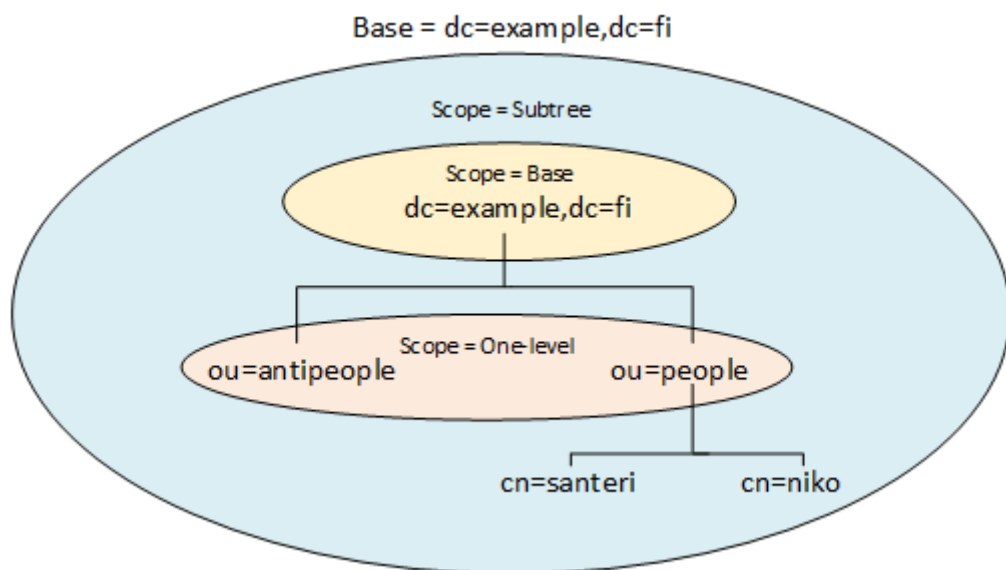 Base = dc=example,dc=fi
Scope = Subtree
Scope = Base
dc=example,dc=fi
Scope = One-level
ou=antipeople
ou=people
cn=santeri
cn=niko